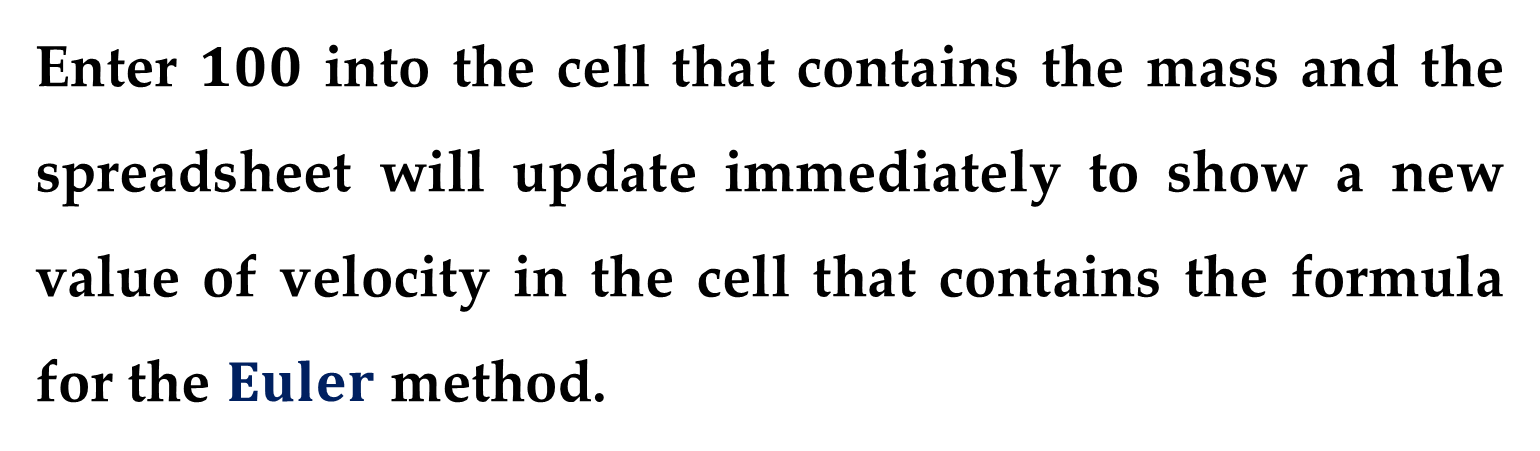 Enter 100 into the cell that contains the mass and the
spreadsheet will update immediately to show a new
value of velocity in the cell that contains the formula
for the Euler method.